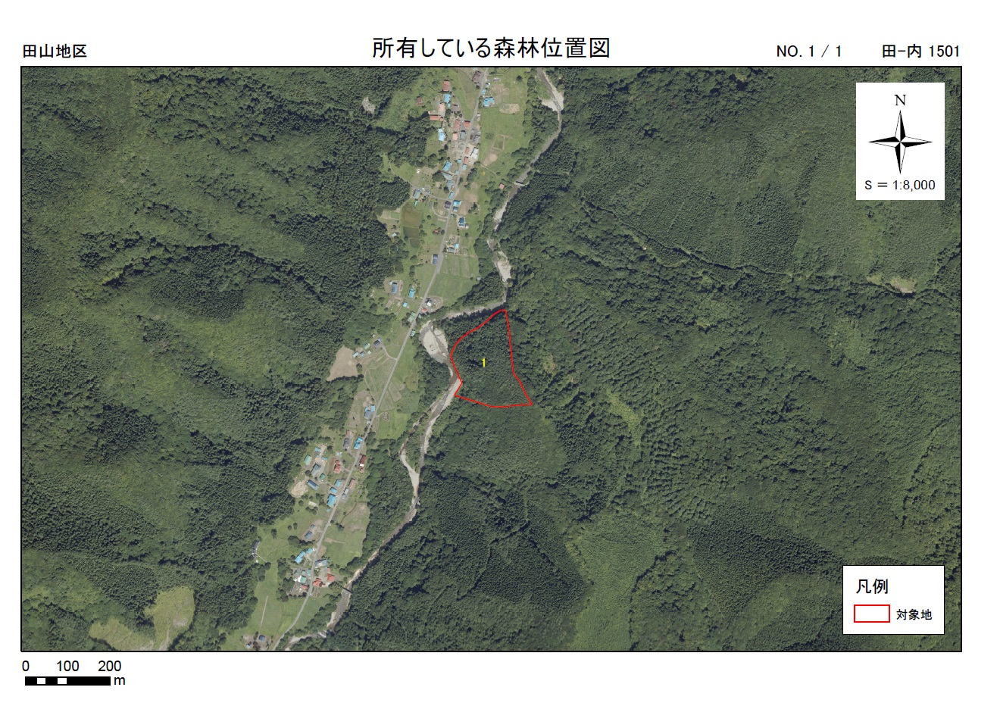 田山地区
所有している森林位置図
NO. 1 / 1
田-内 1501
N
S = 1:8,000
1
凡例
対象地
0 100 200
m